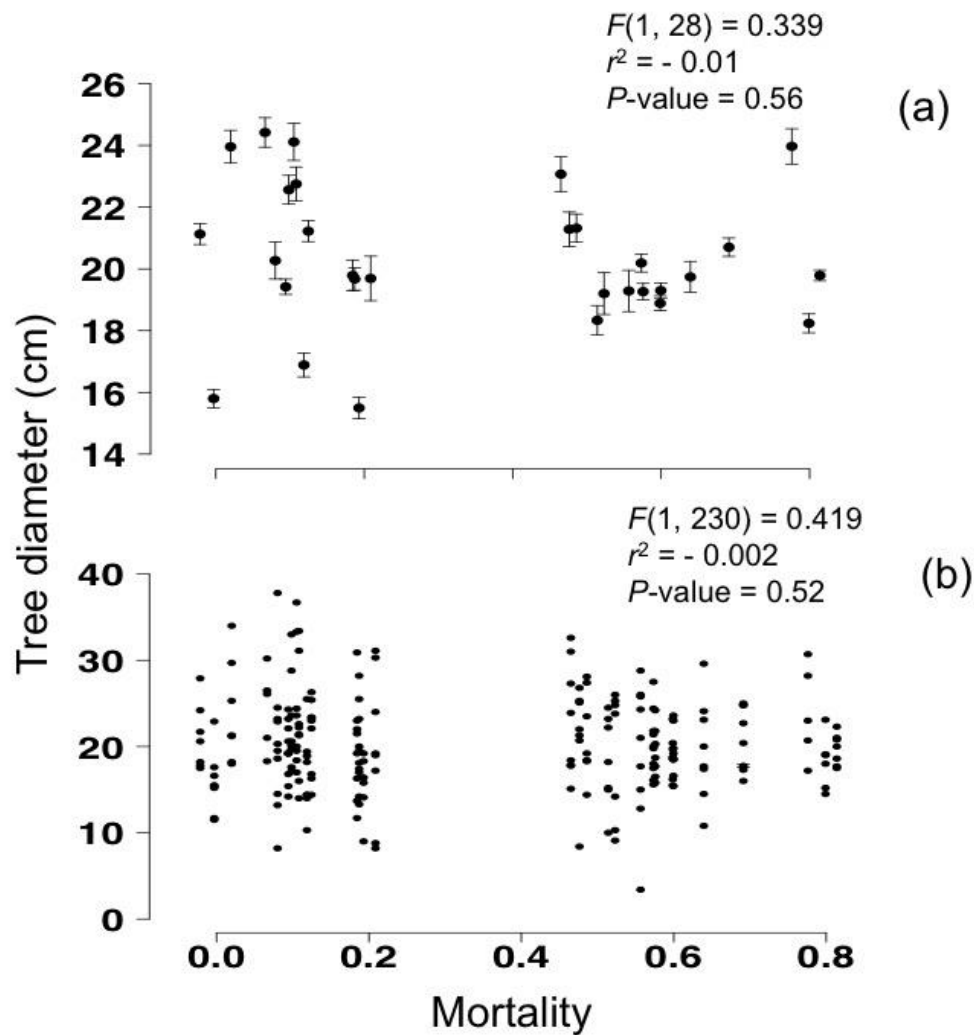 F(1, 28) = 0.339
r² = - 0.01
P-value = 0.56
(a)
26
24
22
20
18
16
14
Tree diameter (cm)
F(1, 230) = 0.419
r² = - 0.002
P-value = 0.52
(b)
40
30
20
10
0
0.0 0.2 0.4 0.6 0.8
Mortality